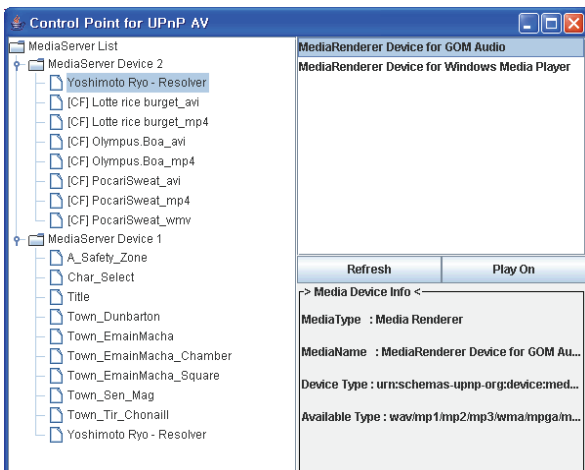 Control Point for UPnP AV
MediaServer List
MediaServer Device 2
Yoshimoto Ryo - Resolver
[CF] Lotte rice burget_avi
[CF] Lotte rice burget_mp4
[CF] Olympus.Boa_avi
[CF] Olympus.Boa_mp4
[CF] PocariSweat_avi
[CF] PocariSweat_mp4
[CF] PocariSweat_wmv
MediaServer Device 1
A_Safety_Zone
Char_Select
Title
Town_Dunbarton
Town_EmainMacha
Town_EmainMacha_Chamber
Town_EmainMacha_Square
Town_Sen_Mag
Town_Tir_Chonaill
Yoshimoto Ryo - Resolver
MediaRenderer Device for GOM Audio
MediaRenderer Device for Windows Media Player
Refresh
Play On
-> Media Device Info <-
MediaType : Media Renderer
MediaName : MediaRenderer Device for GOM Au...
Device Type : urn:schemas-upnp-org:device:med...
Available Type : wav/mp1/mp2/mp3/wma/mpga/m...